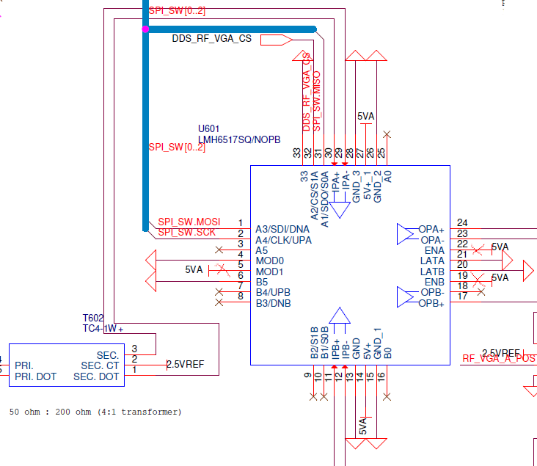 SPI_SW[0..2]
DDS_RF_VGA_CS
DDS_RF_VGA_CS
SPI_SW.MISO
5VA
U601
LMH6517SQ/NOPB
SPI_SW[0..2]
33 32 31 30 29 28 27 26 25
33
A2/CS/S1A
A1/SDO/S0A
IPA+
IPA-
GND_3
5V+_1
GND_2
A0
SPI_SW.MOSI
1 A3/SDI/DNA
SPI_SW.SCK
2 A4/CLK/UPA
3 A5
4 MOD0
5VA 5 MOD1
6 B5
7 B4/UPB
8 B3/DNB
OPA+ 24
OPA- 23
ENA 22 5VA
LATA 21
LATB 20
ENB 19 5VA
OPB- 18
OPB+ 17
B2/S1B
B1/S0B
IPB+
IPB-
GND
5V+
GND_1
B0
9 10 11 12 13 14 15 16
5VA
T602
TC4-1W+
SEC. 3
PRI. SEC. CT 2 2.5VREF
PRI. DOT SEC. DOT 1
2.5VREF
RF_VGA_A_POS
50 ohm : 200 ohm (4:1 transformer)